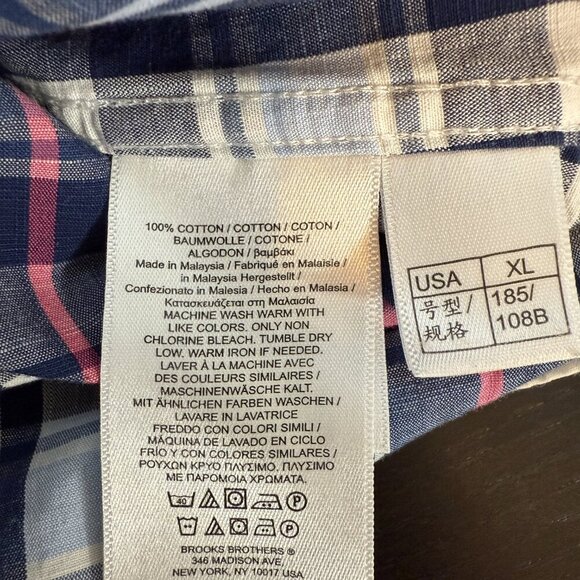 100% COTTON / COTTON / COTON /
BAUMWOLLE / COTONE /
ALGODON / βαμβάκι
Made in Malaysia / Fabriqué en Malaisie /
in Malaysia Hergestellt /
Confezionato in Malesia / Hecho en Malasia /
Κατασκευάζεται στη Μαλαισία
MACHINE WASH WARM WITH
LIKE COLORS. ONLY NON
CHLORINE BLEACH. TUMBLE DRY
LOW. WARM IRON IF NEEDED.
LAVER À LA MACHINE AVEC
DES COULEURS SIMILAIRES /
MASCHINENWÄSCHE KALT.
MIT ÄHNLICHEN FARBEN WASCHEN /
LAVARE IN LAVATRICE
FREDDO CON COLORI SIMILI /
MÁQUINA DE LAVADO EN CICLO
FRÍO Y CON COLORES SIMILARES /
ΡΟΥΧΩΝ ΚΡΥΟ ΠΛΥΣΙΜΟ. ΠΛΥΣΙΜΟ
ΜΕ ΠΑΡΟΜΟΙΑ ΧΡΩΜΑΤΑ.
40 P
P
BROOKS BROTHERS ®
346 MADISON AVE.
NEW YORK, NY 10017 USA
USA XL
号型/ 185/
规格 108B